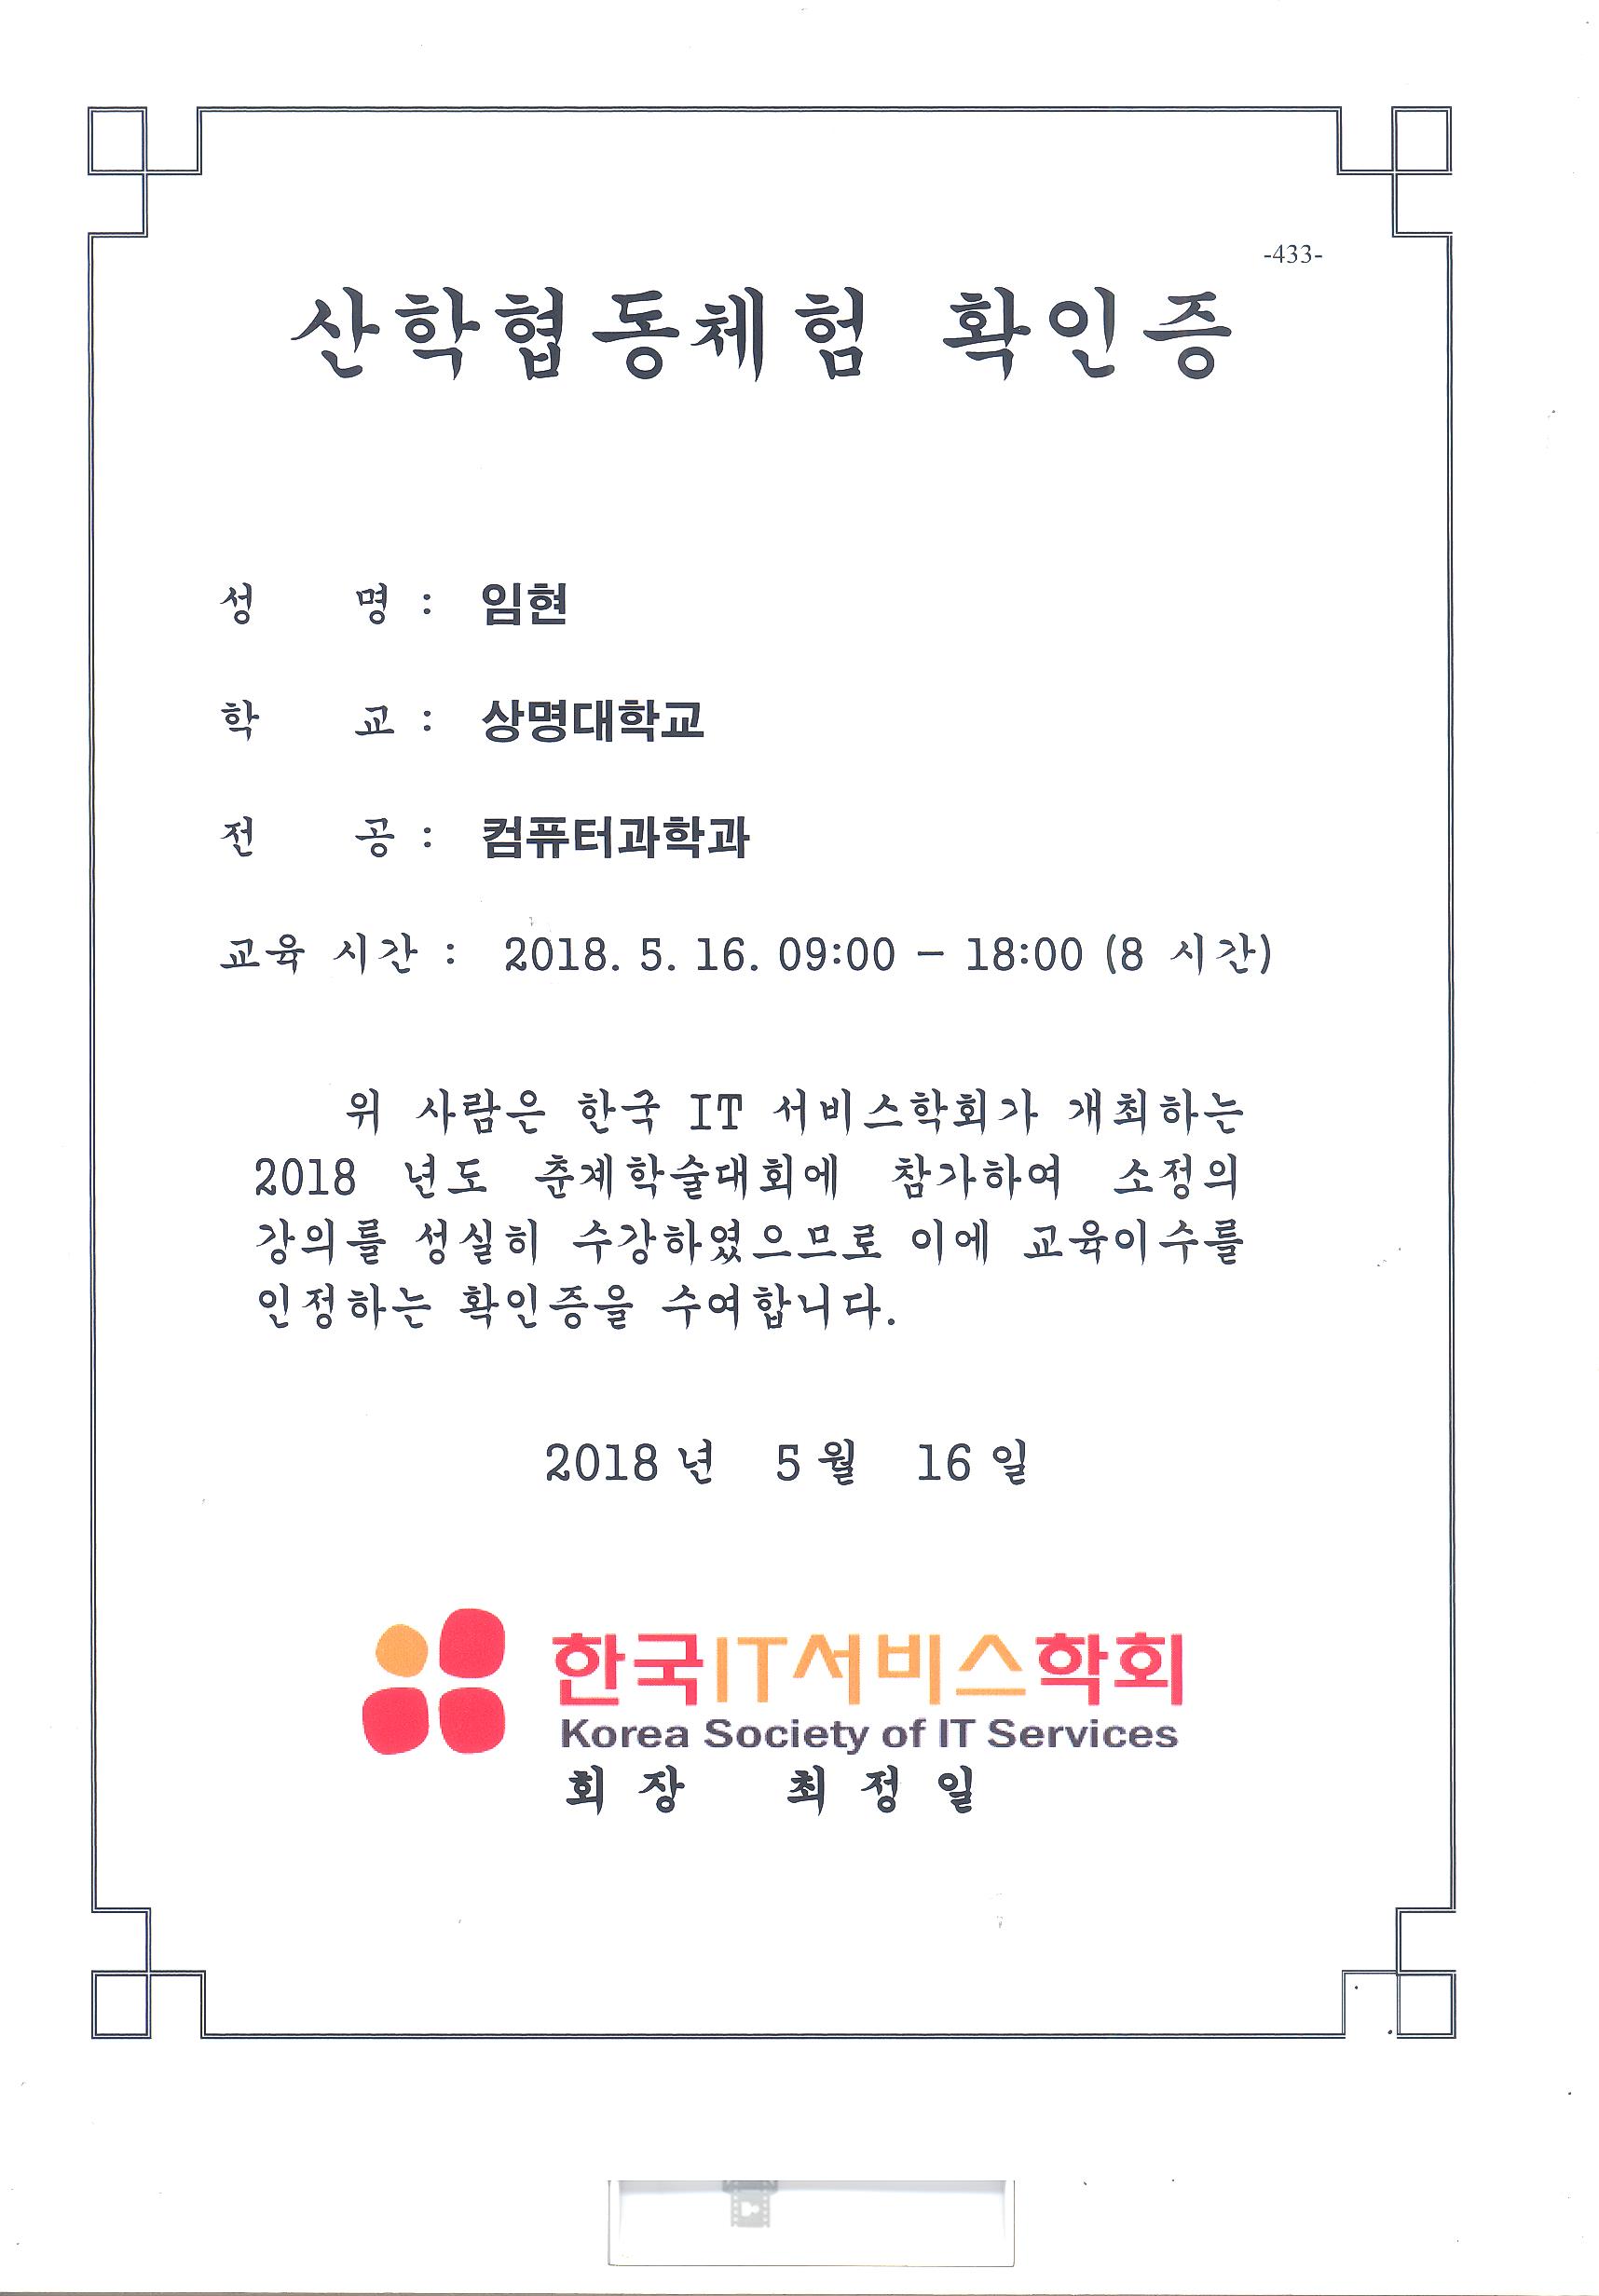 -433-
산학협동체험 확인증
성 명 : 임현
학 교 : 상명대학교
전 공 : 컴퓨터과학과
교육 시간 : 2018. 5. 16. 09:00 – 18:00 (8 시간)
위 사람은 한국 IT 서비스학회가 개최하는
2018 년도 춘계학술대회에 참가하여 소정의
강의를 성실히 수강하였으므로 이에 교육이수를
인정하는 확인증을 수여합니다.
2018 년 5 월 16 일
한국IT서비스학회
Korea Society of IT Services
회 장 최 정 일